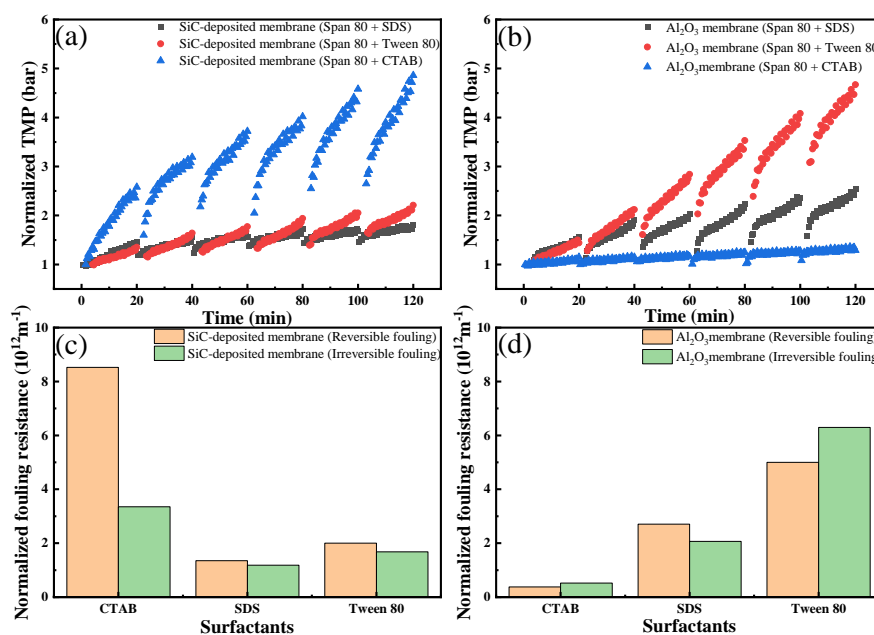 (a)
SiC-deposited membrane (Span 80 + SDS)
SiC-deposited membrane (Span 80 + Tween 80)
SiC-deposited membrane (Span 80 + CTAB)
Normalized TMP (bar)
6
5
4
3
2
1
0 20 40 60 80 100 120
Time (min)
(b)
Al₂O₃ membrane (Span 80 + SDS)
Al₂O₃ membrane (Span 80 + Tween 80
Al₂O₃membrane (Span 80 + CTAB)
Normalized TMP (bar)
6
5
4
3
2
1
0 20 40 60 80 100 120
Time (min)
(c)
SiC-deposited membrane (Reversible fouling)
SiC-deposited membrane (Irreversible fouling)
Normalized fouling resistance (10¹²m⁻¹)
10
8
6
4
2
0
CTAB SDS Tween 80
Surfactants
(d)
Al₂O₃membrane (Reversible fouling)
Al₂O₃membrane (Irreversible fouling
Normalized fouling resistance (10¹²m⁻¹)
10
8
6
4
2
0
CTAB SDS Tween 80
Surfactants